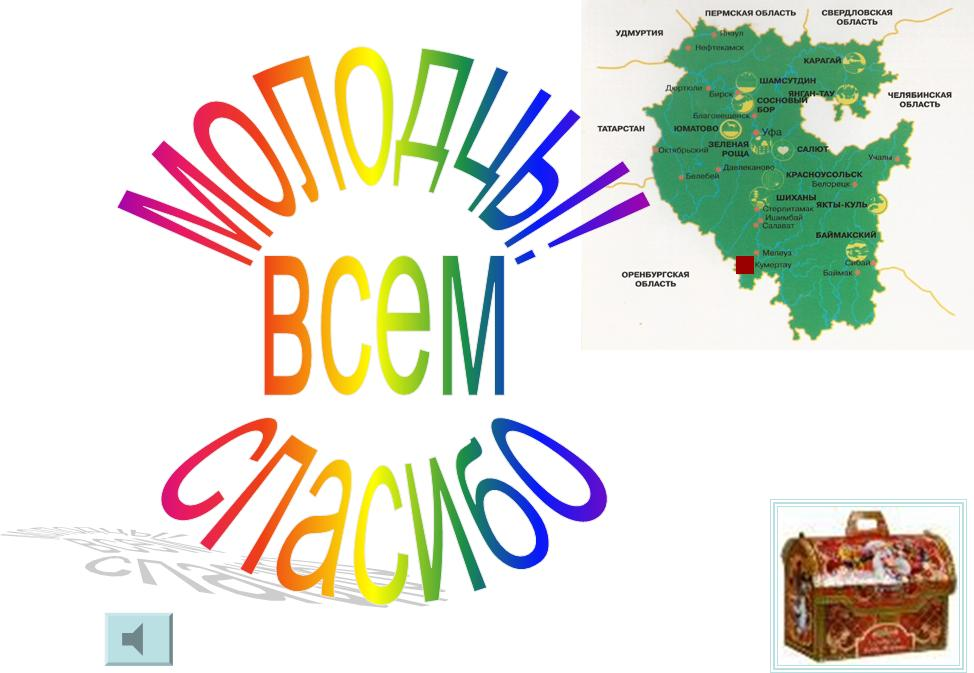 Молодцы!!
всем
спасибо
ПЕРМСКАЯ ОБЛАСТЬ
СВЕРДЛОВСКАЯ
ОБЛАСТЬ
УДМУРТИЯ
Янаул
Нефтекамск
КАРАГАЙ
ШАМСУТДИН
Дюртюли
Бирск
ЯНГАН-ТАУ
ЧЕЛЯБИНСКАЯ
ОБЛАСТЬ
СОСНОВЫЙ
БОР
Благовещенск
ТАТАРСТАН
ЮМАТОВО
Уфа
ЗЕЛЕНАЯ
РОЩА
САЛЮТ
Октябрьский
Учалы
Давлеканово
Белебей
КРАСНОУСОЛЬСК
Белорецк
ШИХАНЫ
ЯКТЫ-КУЛЬ
Стерлитамак
Ишимбай
Салават
БАЙМАКСКИЙ
Мелеуз
Кумертау
Сибай
Баймак
ОРЕНБУРГСКАЯ
ОБЛАСТЬ